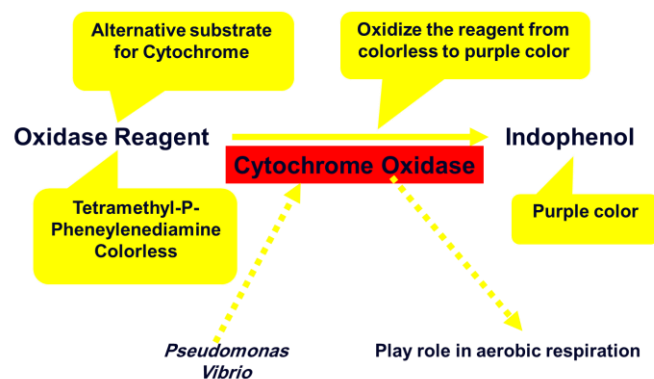 Alternative substrate
for Cytochrome
Oxidize the reagent from
colorless to purple color
Oxidase Reagent
Indophenol
Cytochrome Oxidase
Tetramethyl-P-
Pheneylenediamine
Colorless
Purple color
Pseudomonas
Vibrio
Play role in aerobic respiration